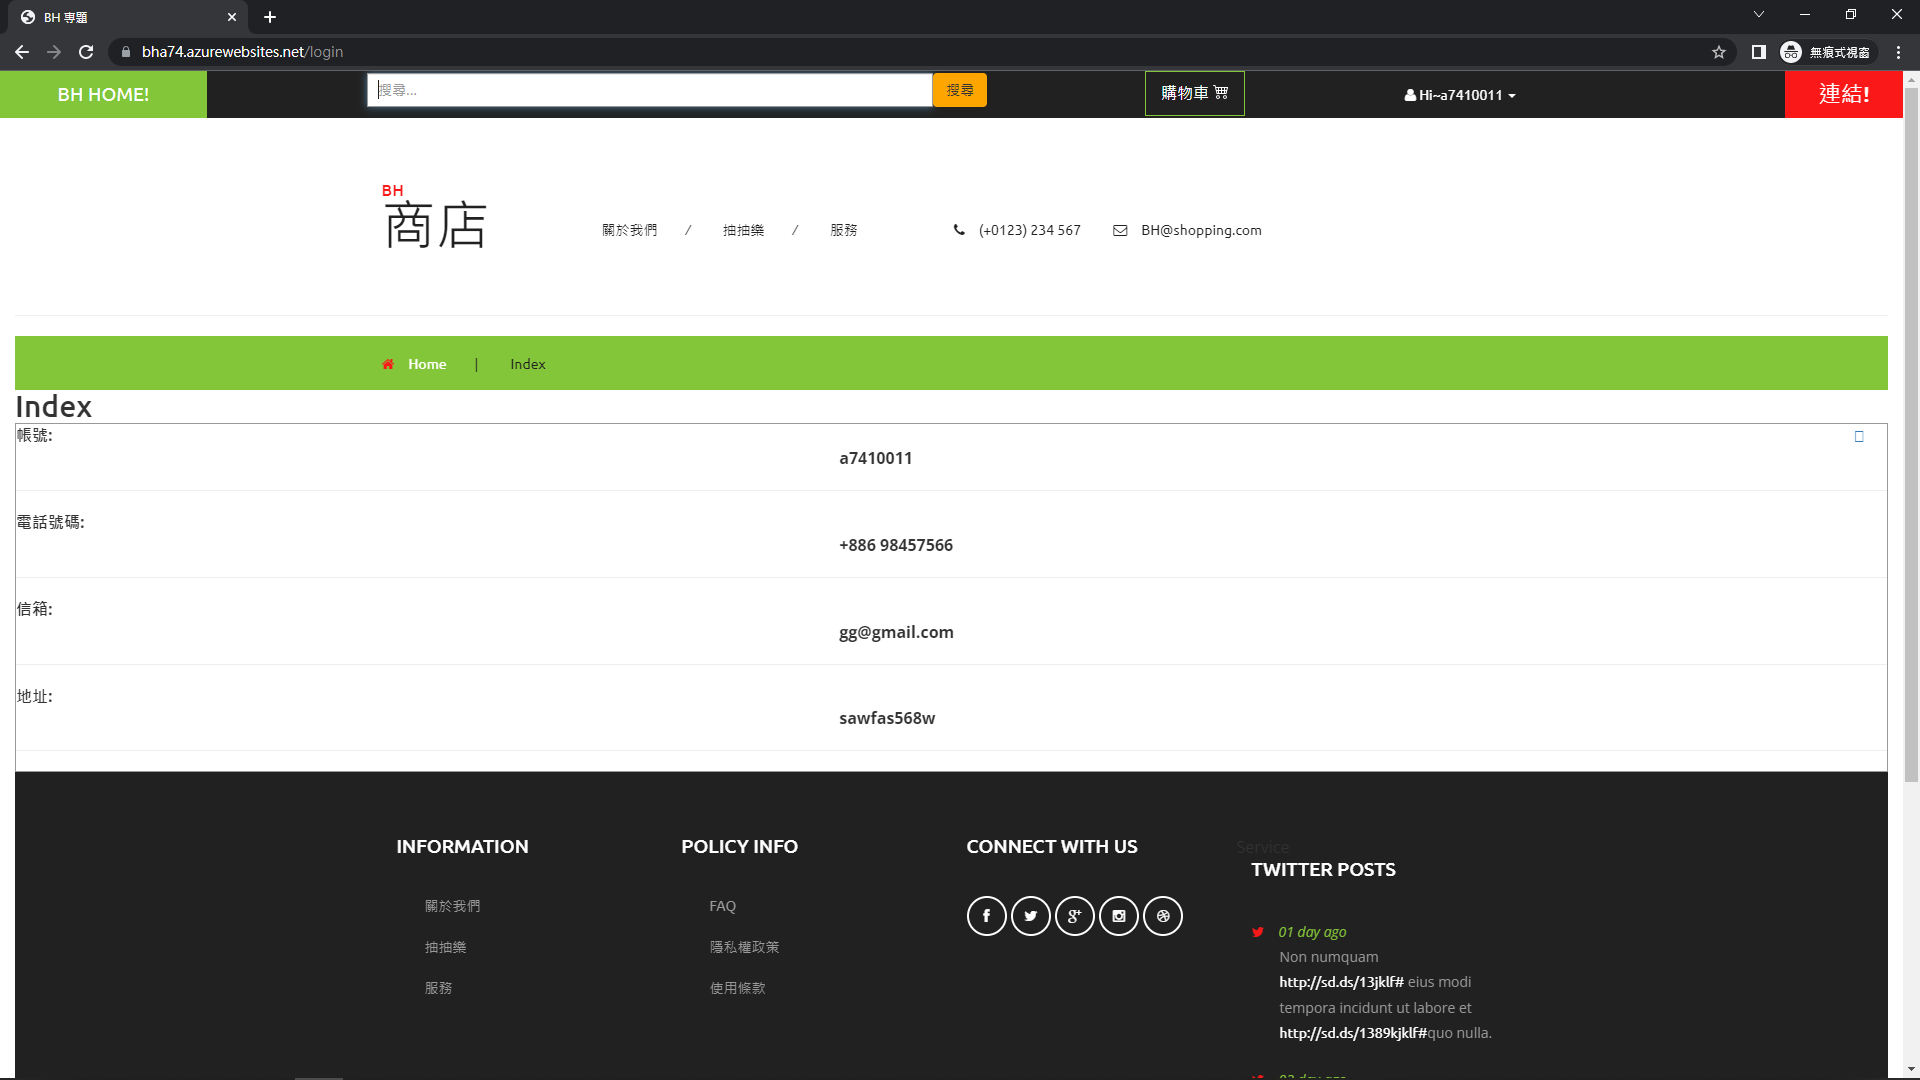 BH 專題
bha74.azurewebsites.net/login
無痕式視窗
BH HOME!
搜尋...
搜尋
購物車
Hi~a7410011
連結!
BH
商店
關於我們 / 抽抽樂 / 服務
(+0123) 234 567
BH@shopping.com
Home | Index
Index
帳號:
a7410011
電話號碼:
+886 98457566
信箱:
gg@gmail.com
地址:
sawfas568w
INFORMATION
關於我們
抽抽樂
服務
POLICY INFO
FAQ
隱私權政策
使用條款
CONNECT WITH US
Service
TWITTER POSTS
01 day ago
Non numquam
http://sd.ds/13jklf# eius modi
tempora incidunt ut labore et
http://sd.ds/1389kjklf#quo nulla.